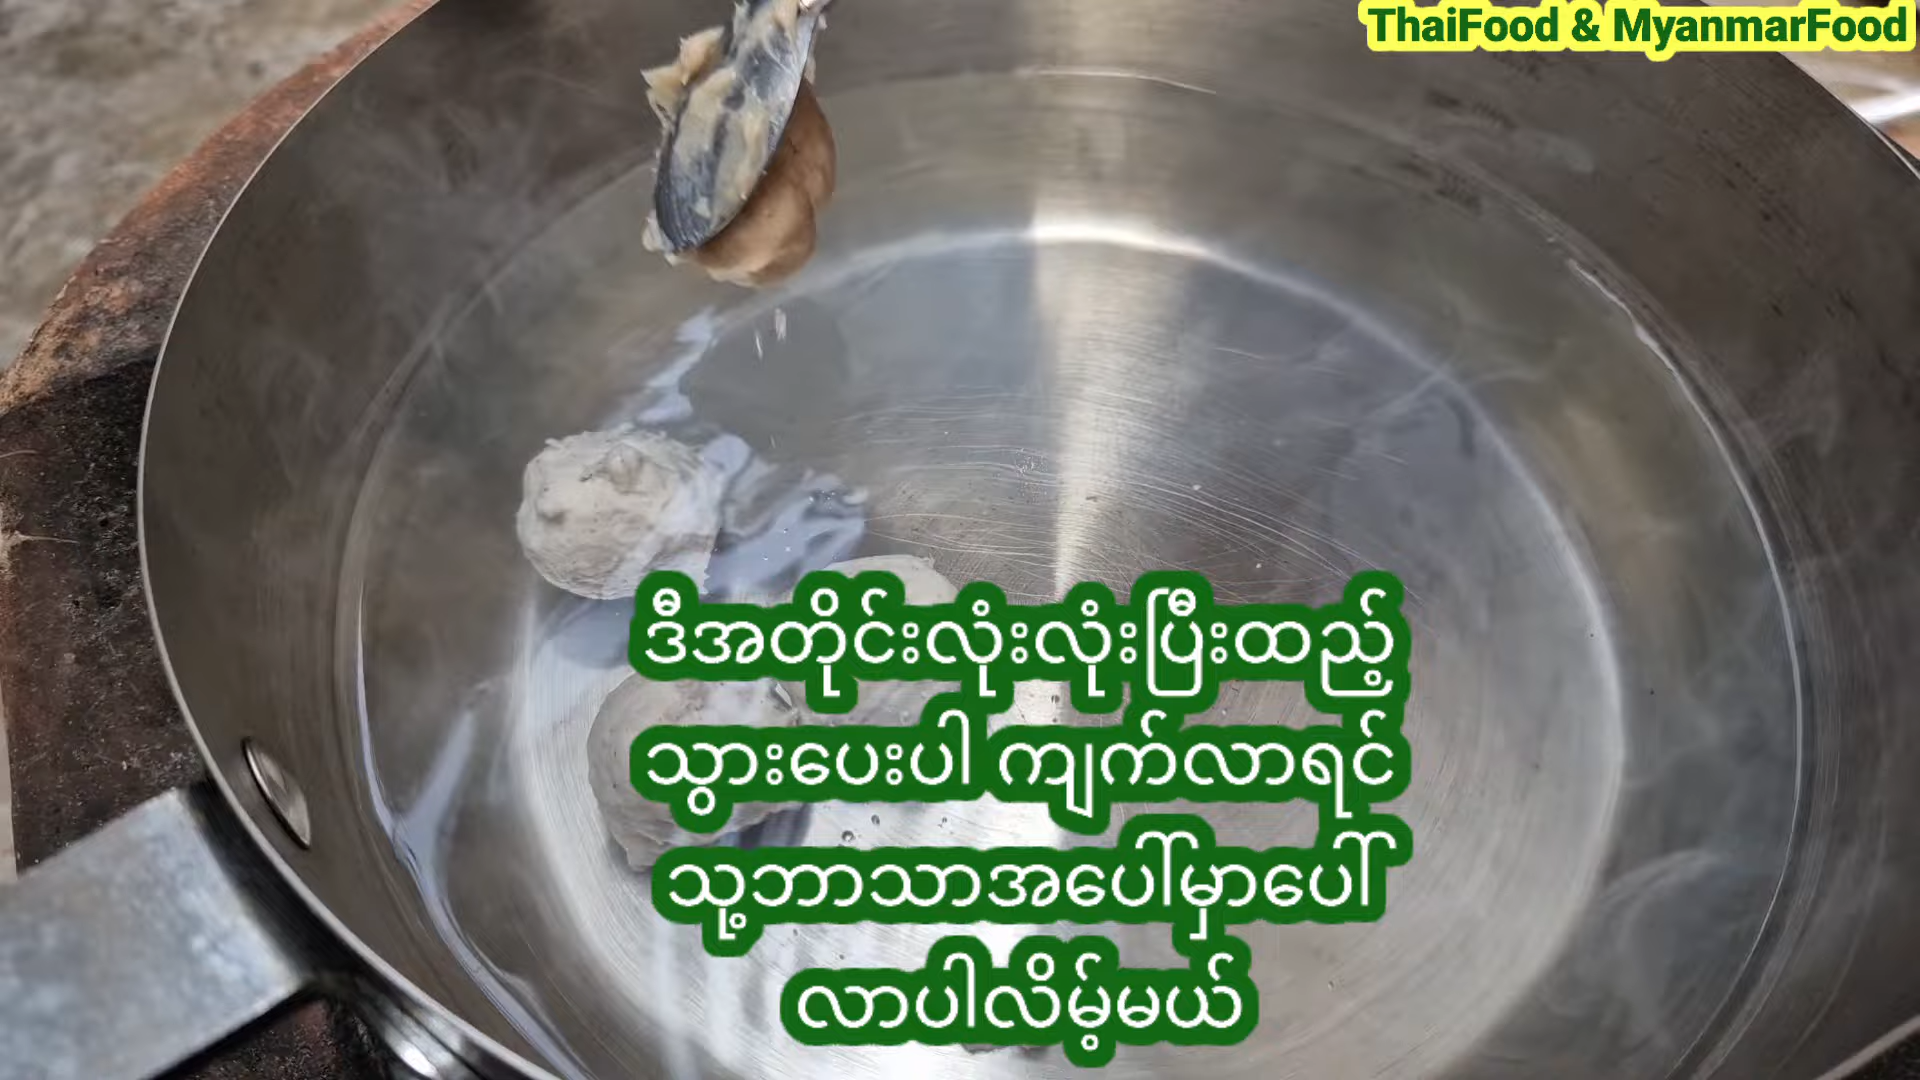 ThaiFood & MyanmarFood
ဒီအတိုင်းလုံးလုံးပြီးထည့်
သွားပေးပါ ကျက်လာရင်
သူ့ဘာသာအပေါ်မှာပေါ်
လာပါလိမ့်မယ်